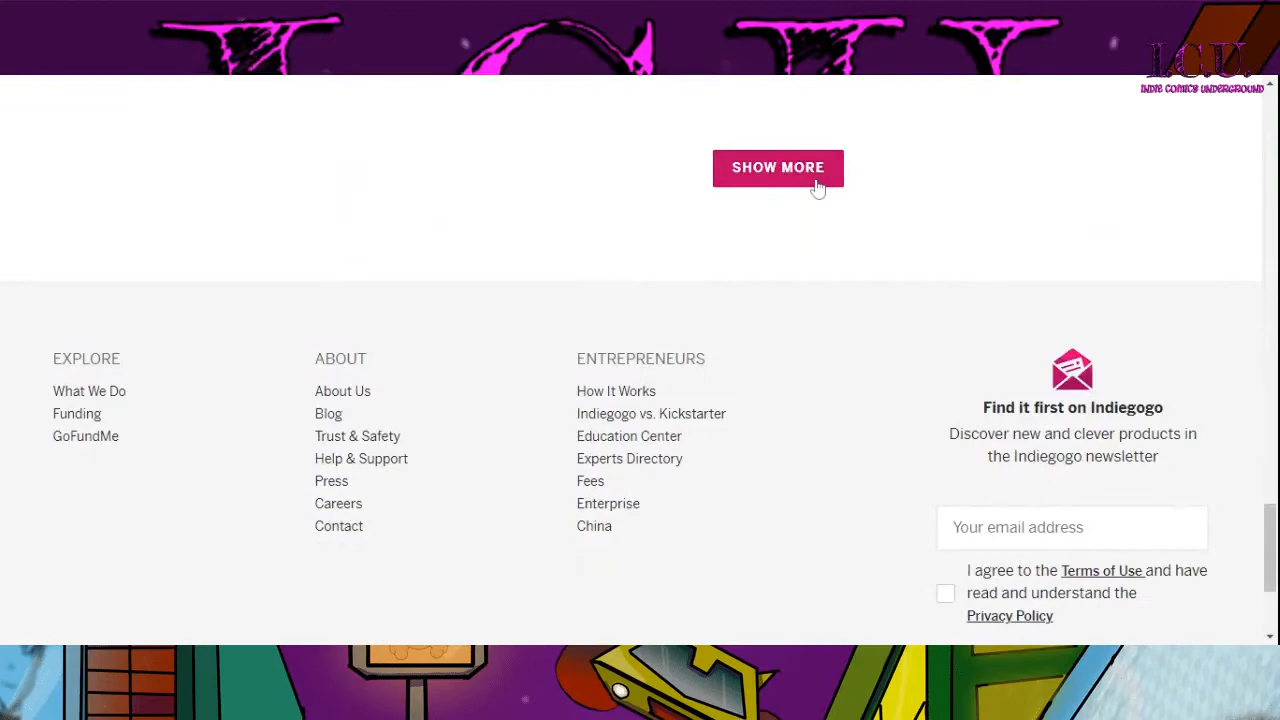 I C U
I.C.U.
INDIE COMICS UNDERGROUND
SHOW MORE
EXPLORE
What We Do
Funding
GoFundMe
ABOUT
About Us
Blog
Trust & Safety
Help & Support
Press
Careers
Contact
ENTREPRENEURS
How It Works
Indiegogo vs. Kickstarter
Education Center
Experts Directory
Fees
Enterprise
China
Find it first on Indiegogo
Discover new and clever products in
the Indiegogo newsletter
Your email address
I agree to the Terms of Use and have
read and understand the
Privacy Policy